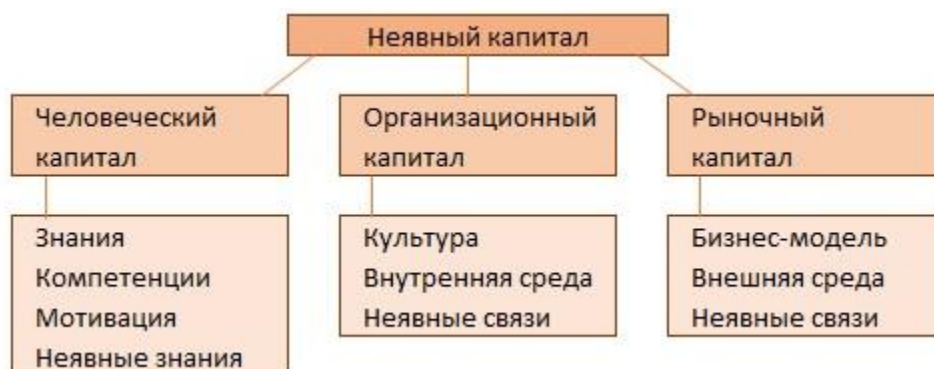 Неявный капитал
Человеческий
капитал
Организационный
капитал
Рыночный
капитал
Знания
Компетенции
Мотивация
Неявные знания
Культура
Внутренняя среда
Неявные связи
Бизнес-модель
Внешняя среда
Неявные связи